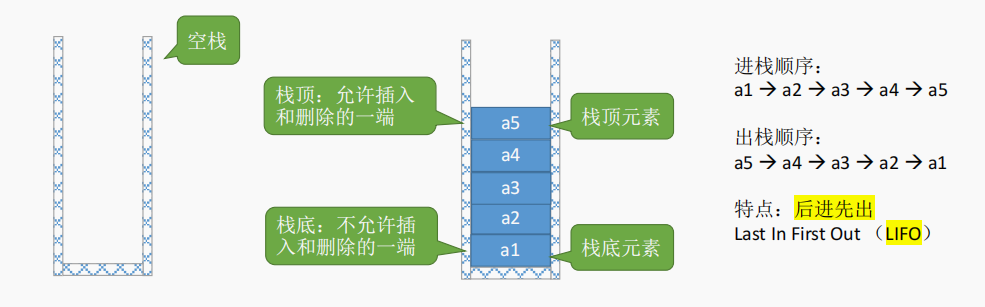 空栈
栈顶：允许插入
和删除的一端
栈底：不允许插
入和删除的一端
a5
a4
a3
a2
a1
栈顶元素
栈底元素
进栈顺序：
a1 → a2 → a3 → a4 → a5
出栈顺序：
a5 → a4 → a3 → a2 → a1
特点：后进先出
Last In First Out （LIFO）